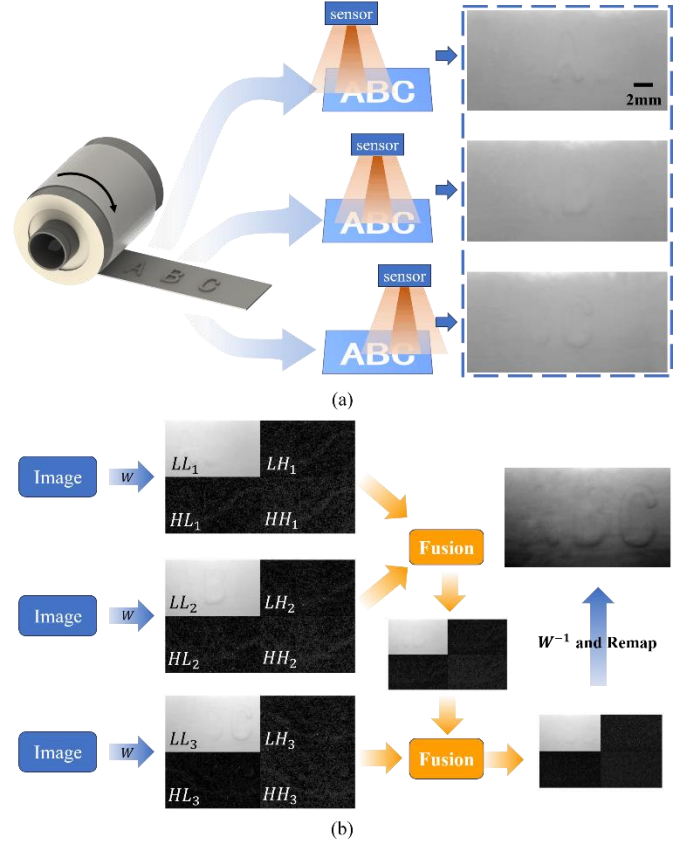 sensor
ABC
2mm
sensor
ABC
A B C
sensor
ABC
(a)
Image
W
LL₁
LH₁
HL₁
HH₁
Fusion
Image
W
LL₂
LH₂
HL₂
HH₂
W⁻¹ and Remap
Image
W
LL₃
LH₃
HL₃
HH₃
Fusion
(b)